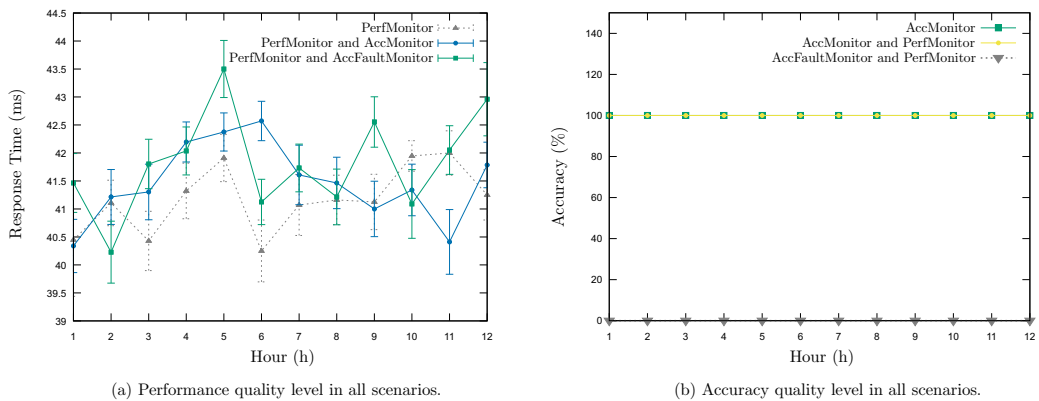 44.5
44
43.5
43
42.5
42
41.5
41
40.5
40
39.5
39
Response Time (ms)
PerfMonitor
PerfMonitor and AccMonitor
PerfMonitor and AccFaultMonitor
1 2 3 4 5 6 7 8 9 10 11 12
Hour (h)
(a) Performance quality level in all scenarios.
140
120
100
80
60
40
20
0
Accuracy (%)
AccMonitor
AccMonitor and PerfMonitor
AccFaultMonitor and PerfMonitor
1 2 3 4 5 6 7 8 9 10 11 12
Hour (h)
(b) Accuracy quality level in all scenarios.